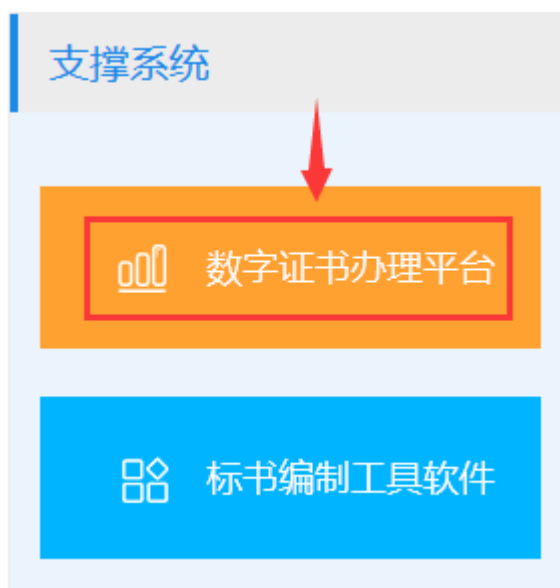 支撑系统
数字证书办理平台
标书编制工具软件